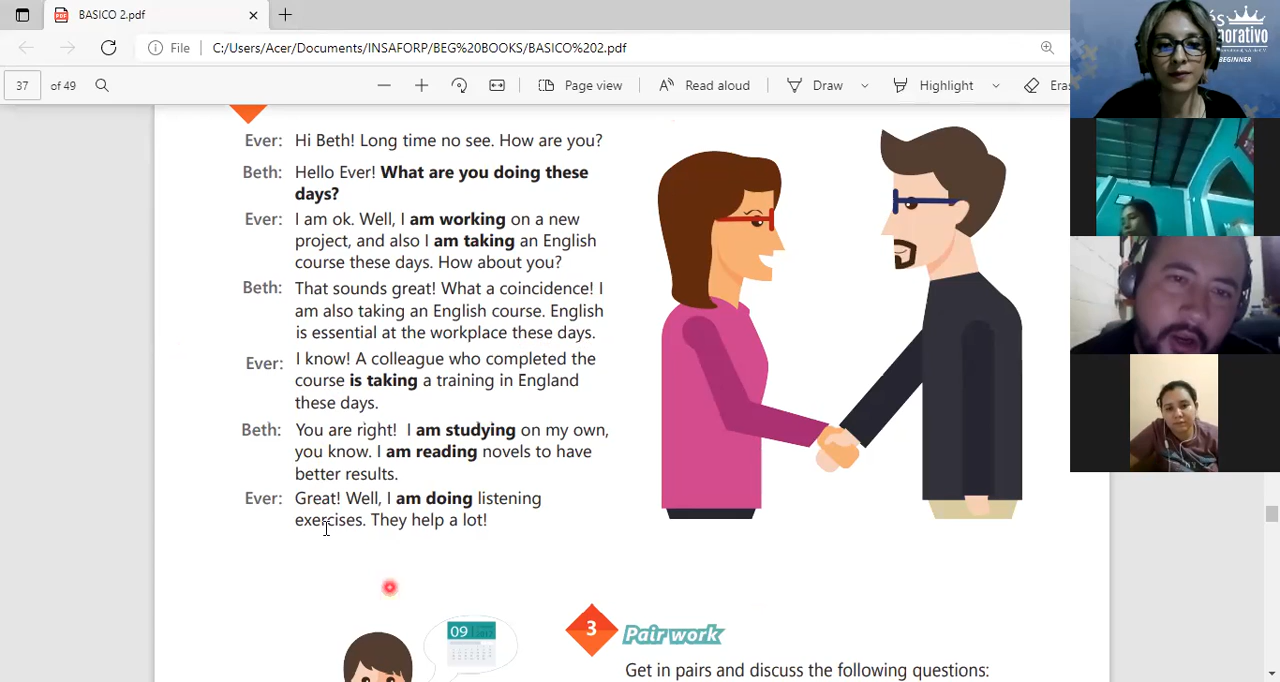 BASICO 2.pdf
File
C:/Users/Acer/Documents/INSAFORP/BEG%20BOOKS/BASICO%202.pdf
37 of 49
Page view
Read aloud
Draw
Highlight
Ever: Hi Beth! Long time no see. How are you?
Beth: Hello Ever! What are you doing these
days?
Ever: I am ok. Well, I am working on a new
project, and also I am taking an English
course these days. How about you?
Beth: That sounds great! What a coincidence! I
am also taking an English course. English
is essential at the workplace these days.
Ever: I know! A colleague who completed the
course is taking a training in England
these days.
Beth: You are right! I am studying on my own,
you know. I am reading novels to have
better results.
Ever: Great! Well, I am doing listening
exercises. They help a lot!
09
3 Pair work
Get in pairs and discuss the following questions:
BEGINNER